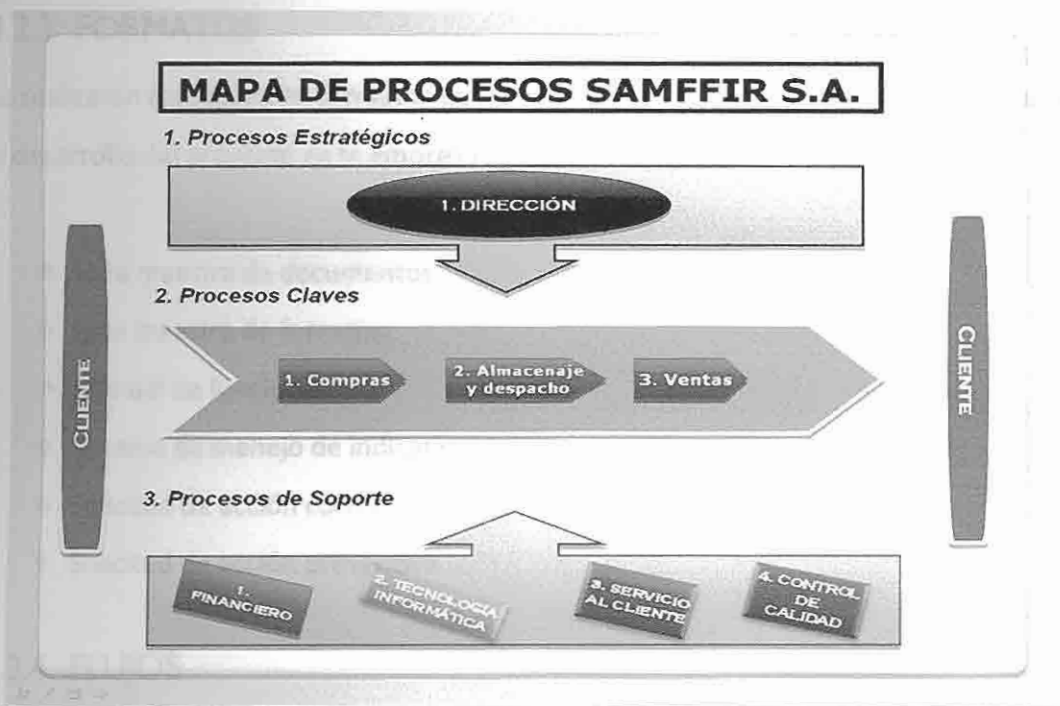 MAPA DE PROCESOS SAMFFIR S.A.
1. Procesos Estratégicos
1. DIRECCIÓN
2. Procesos Claves
CLIENTE
1. Compras
2. Almacenaje
y despacho
3. Ventas
CLIENTE
3. Procesos de Soporte
1.
FINANCIERO
2. TECNOLOGÍA
INFORMÁTICA
3. SERVICIO
AL CLIENTE
4. CONTROL
DE
CALIDAD